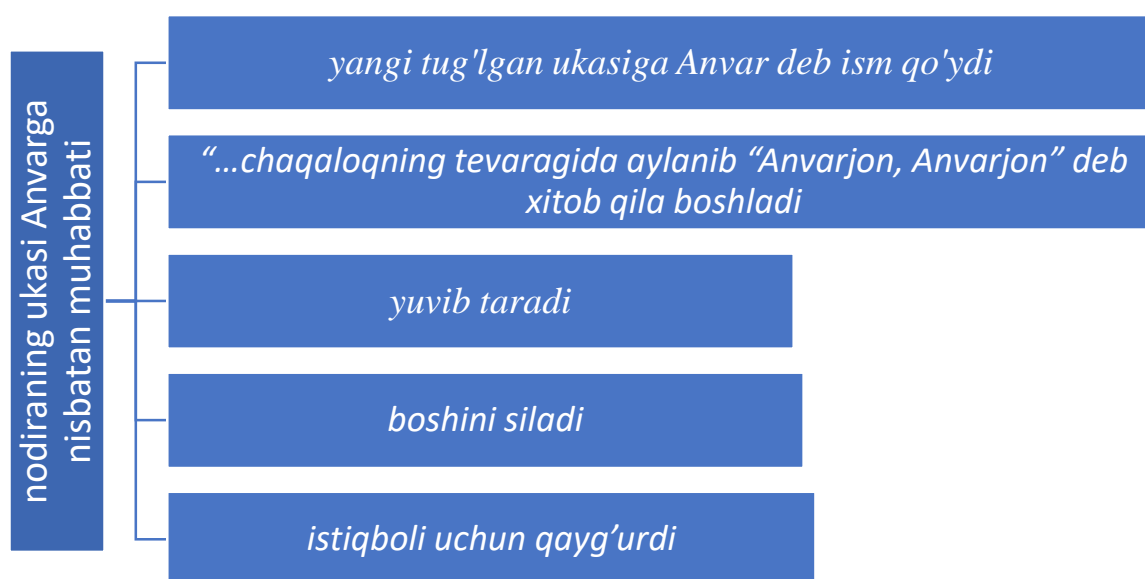 nodiraning ukasi Anvarga
nisbatan muhabbati
yangi tug'lgan ukasiga Anvar deb ism qo'ydi
“...chaqaloqning tevaragida aylanib “Anvarjon, Anvarjon” deb
xitob qila boshladi
yuvib taradi
boshini siladi
istiqboli uchun qayg‘urdi